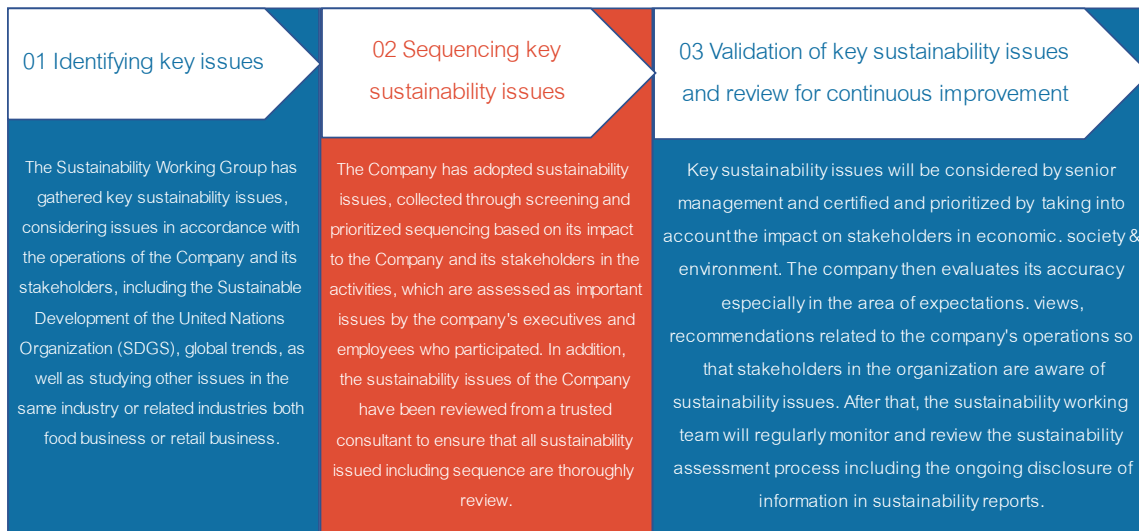 01 Identifying key issues
The Sustainability Working Group has
gathered key sustainability issues,
considering issues in accordance with
the operations of the Company and its
stakeholders, including the Sustainable
Development of the United Nations
Organization (SDGS), global trends, as
well as studying other issues in the
same industry or related industries both
food business or retail business.
02 Sequencing key
sustainability issues
The Company has adopted sustainability
issues, collected through screening and
prioritized sequencing based on its impact
to the Company and its stakeholders in the
activities, which are assessed as important
issues by the company's executives and
employees who participated. In addition,
the sustainability issues of the Company
have been reviewed from a trusted
consultant to ensure that all sustainability
issued including sequence are thoroughly
review.
03 Validation of key sustainability issues
and review for continuous improvement
Key sustainability issues will be considered by senior
management and certified and prioritized by taking into
account the impact on stakeholders in economic. society &
environment. The company then evaluates its accuracy
especially in the area of expectations. views,
recommendations related to the company's operations so
that stakeholders in the organization are aware of
sustainability issues. After that, the sustainability working
team will regularly monitor and review the sustainability
assessment process including the ongoing disclosure of
information in sustainability reports.